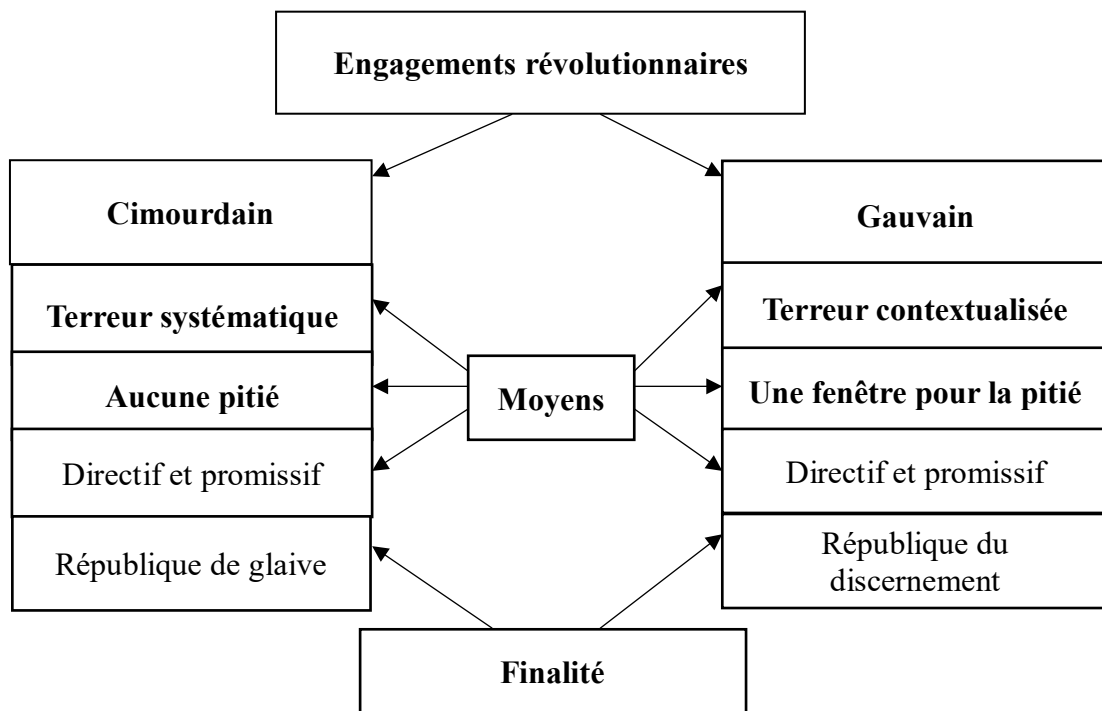 Engagements révolutionnaires
Cimourdain
Gauvain
Terreur systématique
Terreur contextualisée
Aucune pitié
Moyens
Une fenêtre pour la pitié
Directif et promissif
Directif et promissif
République de glaive
République du
discernement
Finalité